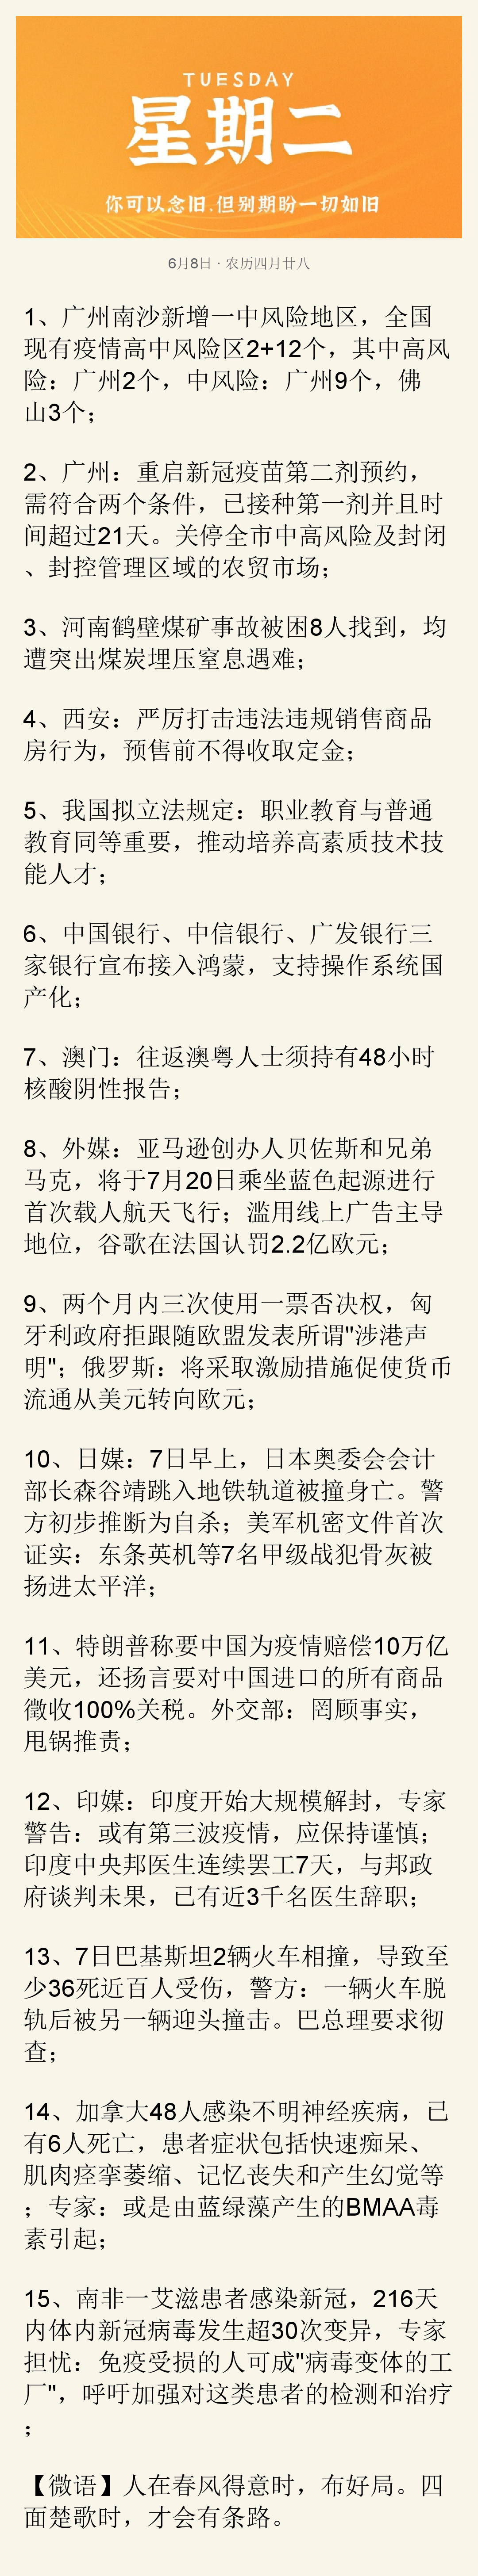 TUESDAY
星期二
你可以念旧.但别期盼一切如旧
6月8日 · 农历四月廿八
1、广州南沙新增一中风险地区，全国
现有疫情高中风险区2+12个，其中高风
险：广州2个，中风险：广州9个，佛
山3个；
2、广州：重启新冠疫苗第二剂预约，
需符合两个条件，已接种第一剂并且时
间超过21天。关停全市中高风险及封闭
、封控管理区域的农贸市场；
3、河南鹤壁煤矿事故被困8人找到，均
遭突出煤炭埋压窒息遇难；
4、西安：严厉打击违法违规销售商品
房行为，预售前不得收取定金；
5、我国拟立法规定：职业教育与普通
教育同等重要，推动培养高素质技术技
能人才；
6、中国银行、中信银行、广发银行三
家银行宣布接入鸿蒙，支持操作系统国
产化；
7、澳门：往返澳粤人士须持有48小时
核酸阴性报告；
8、外媒：亚马逊创办人贝佐斯和兄弟
马克，将于7月20日乘坐蓝色起源进行
首次载人航天飞行；滥用线上广告主导
地位，谷歌在法国认罚2.2亿欧元；
9、两个月内三次使用一票否决权，匈
牙利政府拒跟随欧盟发表所谓"涉港声
明"；俄罗斯：将采取激励措施促使货币
流通从美元转向欧元；
10、日媒：7日早上，日本奥委会会计
部长森谷靖跳入地铁轨道被撞身亡。警
方初步推断为自杀；美军机密文件首次
证实：东条英机等7名甲级战犯骨灰被
扬进太平洋；
11、特朗普称要中国为疫情赔偿10万亿
美元，还扬言要对中国进口的所有商品
徵收100%关税。外交部：罔顾事实，
甩锅推责；
12、印媒：印度开始大规模解封，专家
警告：或有第三波疫情，应保持谨慎；
印度中央邦医生连续罢工7天，与邦政
府谈判未果，已有近3千名医生辞职；
13、7日巴基斯坦2辆火车相撞，导致至
少36死近百人受伤，警方：一辆火车脱
轨后被另一辆迎头撞击。巴总理要求彻
查；
14、加拿大48人感染不明神经疾病，已
有6人死亡，患者症状包括快速痴呆、
肌肉痉挛萎缩、记忆丧失和产生幻觉等
；专家：或是由蓝绿藻产生的BMAA毒
素引起；
15、南非一艾滋患者感染新冠，216天
内体内新冠病毒发生超30次变异，专家
担忧：免疫受损的人可成"病毒变体的工
厂"，呼吁加强对这类患者的检测和治疗
；
【微语】人在春风得意时，布好局。四
面楚歌时，才会有条路。